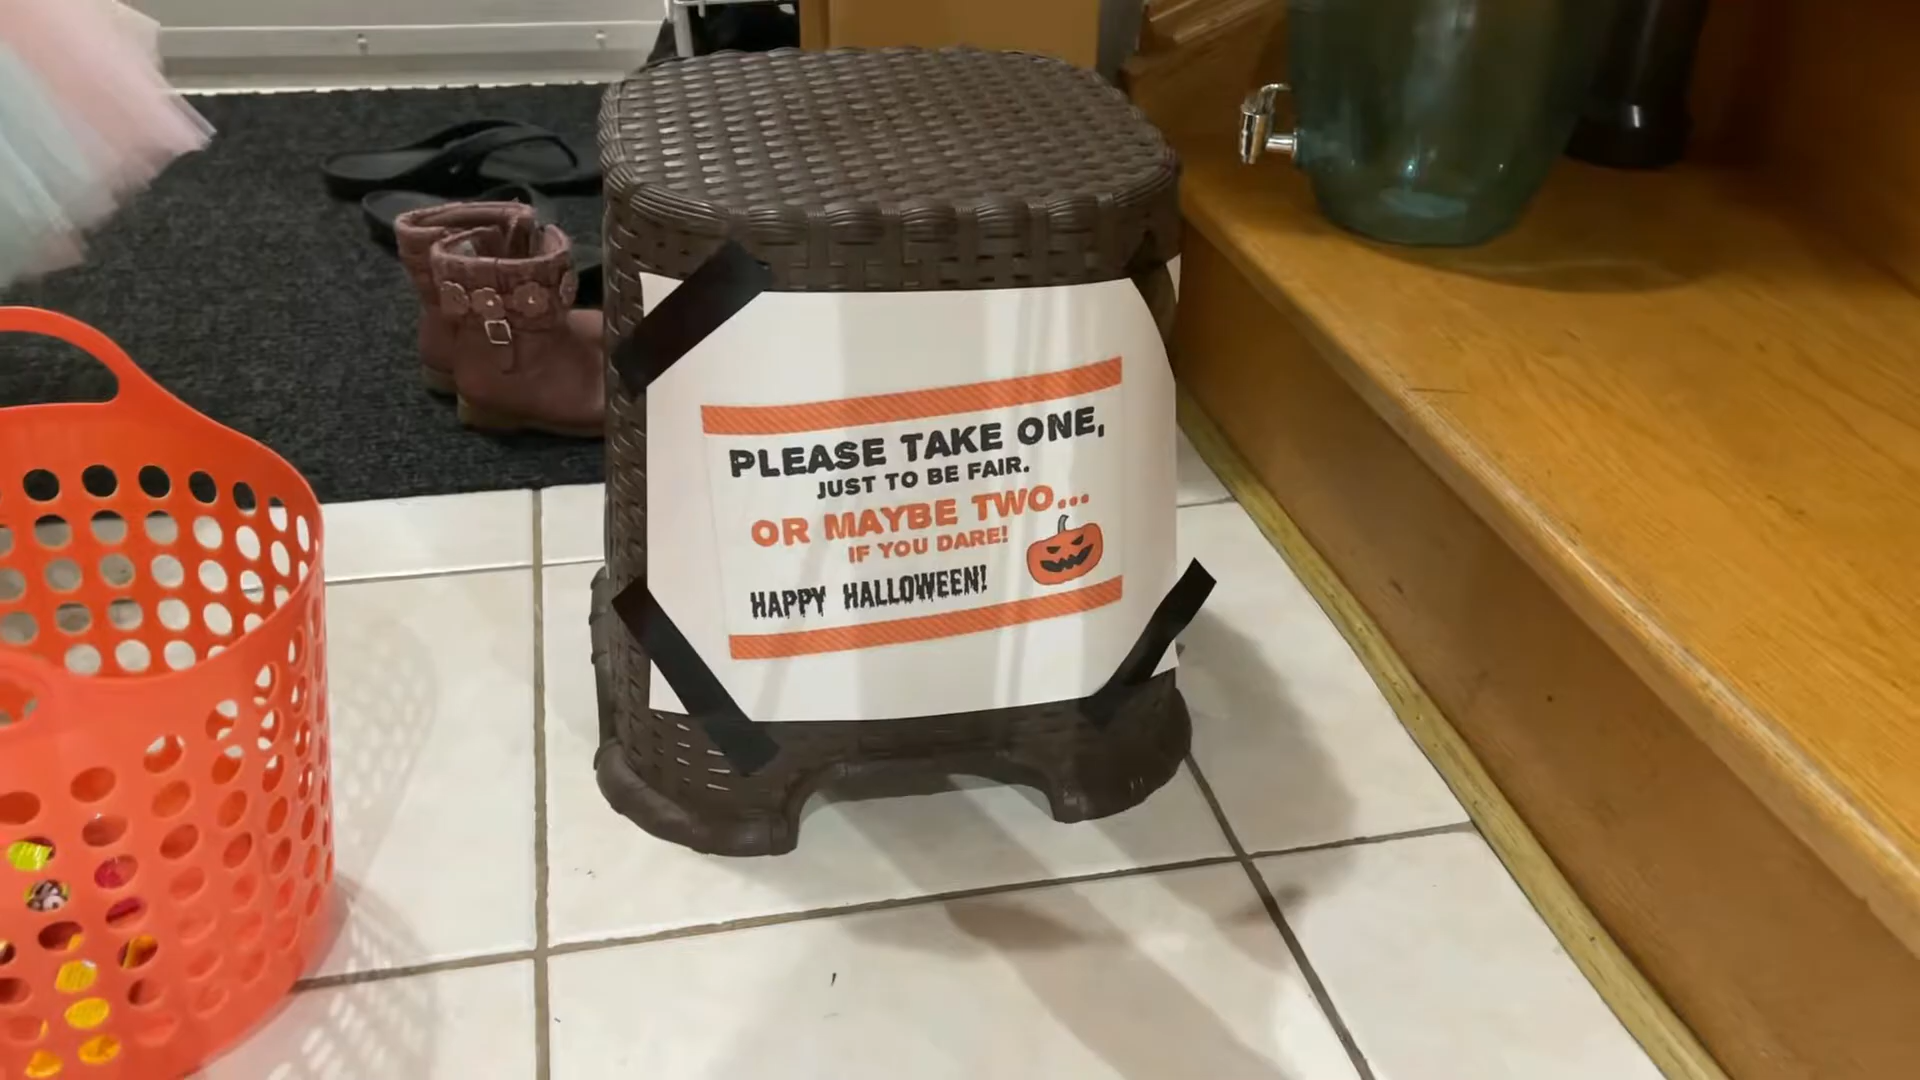 PLEASE TAKE ONE,
JUST TO BE FAIR.
OR MAYBE TWO...
IF YOU DARE!
HAPPY HALLOWEEN!